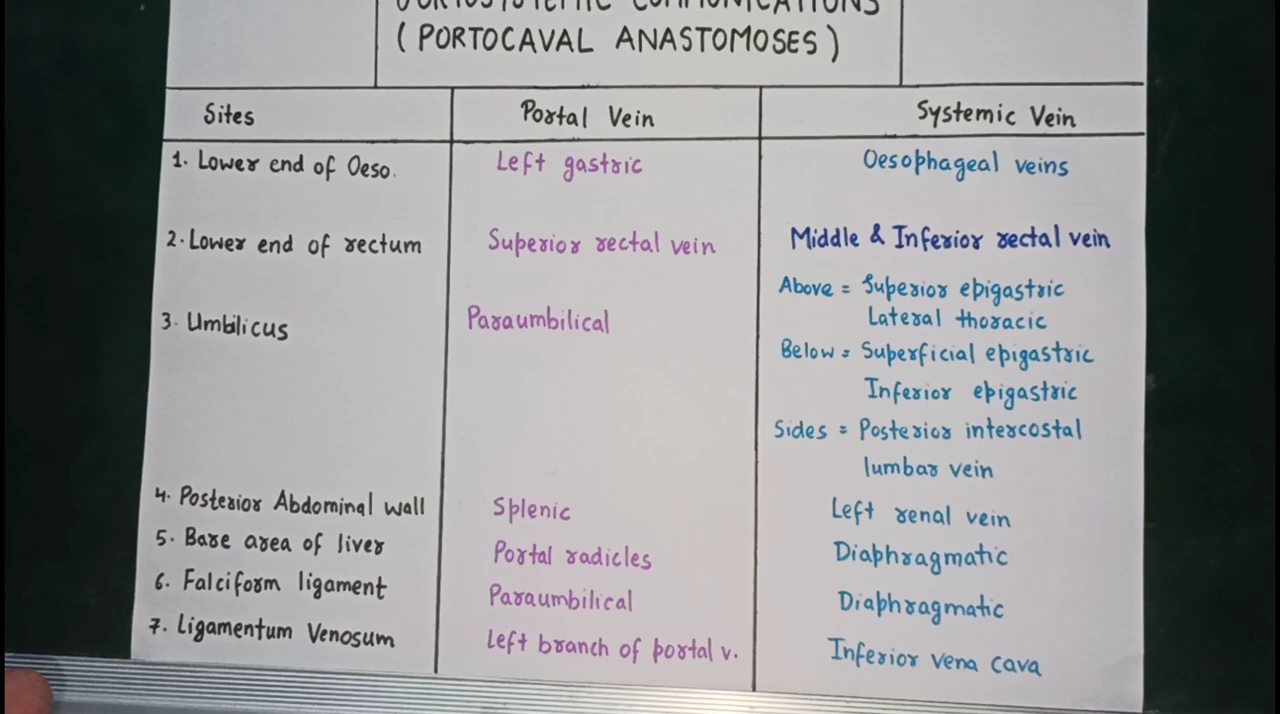 PORTOSYSTEMIC COMMUNICATIONS
(PORTOCAVAL ANASTOMOSES)
Sites Portal Vein Systemic Vein
1. Lower end of Oeso. Left gastric Oesophageal veins
2. Lower end of rectum Superior rectal vein Middle & Inferior rectal vein
Above = Superior epigastric
3. Umbilicus Paraumbilical Lateral thoracic
Below = Superficial epigastric
Inferior epigastric
Sides = Posterior intercostal
lumbar vein
4. Posterior Abdominal wall Splenic Left renal vein
5. Bare area of liver Portal radicles Diaphragmatic
6. Falciform ligament Paraumbilical Diaphragmatic
7. Ligamentum Venosum Left branch of portal v. Inferior vena cava